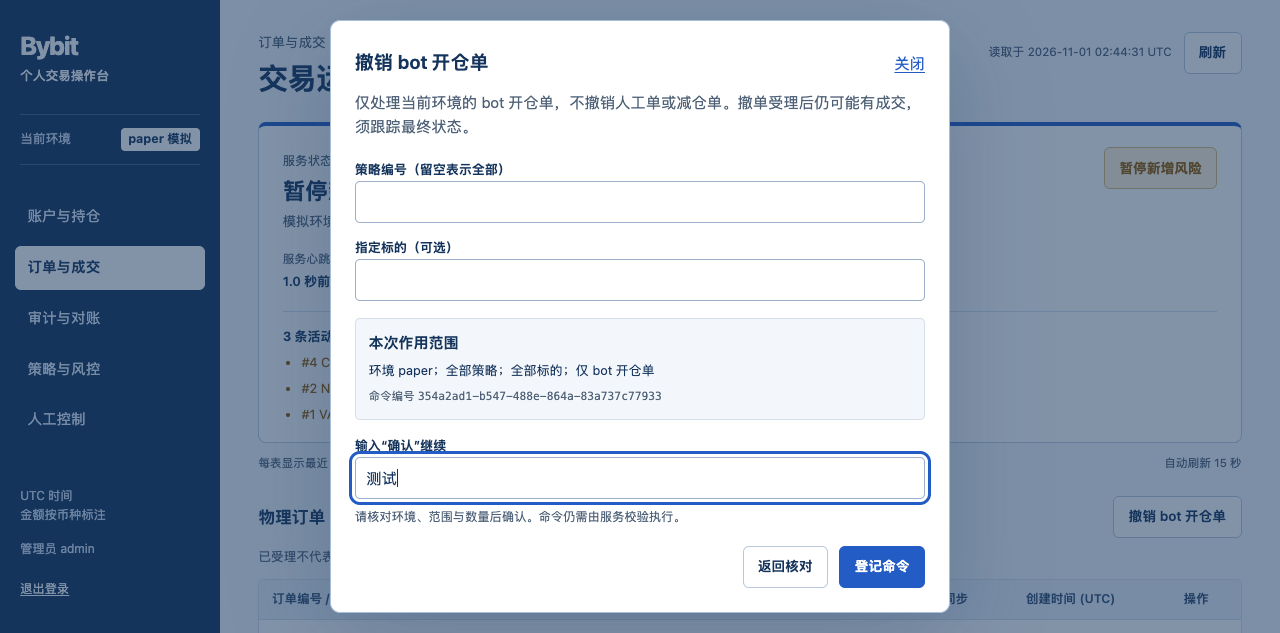 Bybit
个人交易操作台
当前环境
paper 模拟
账户与持仓
订单与成交
审计与对账
策略与风控
人工控制
UTC 时间
金额按币种标注
管理员 admin
退出登录
订单与成交
交易运
读取于 2026-11-01 02:44:31 UTC
刷新
服务状态
暂停
模拟环境
服务心跳
1.0 秒前
暂停新增风险
3 条活动
#4 C
#2 N
#1 VA
每表显示最近
自动刷新 15 秒
物理订单
撤销 bot 开仓单
已受理不代表
订单编号 /
同步
创建时间 (UTC)
操作
撤销 bot 开仓单
关闭
仅处理当前环境的 bot 开仓单，不撤销人工单或减仓单。撤单受理后仍可能有成交，
须跟踪最终状态。
策略编号（留空表示全部）
指定标的（可选）
本次作用范围
环境 paper；全部策略；全部标的；仅 bot 开仓单
命令编号 354a2ad1-b547-488e-864a-83a737c77933
输入“确认”继续
测试
请核对环境、范围与数量后确认。命令仍需由服务校验执行。
返回核对
登记命令